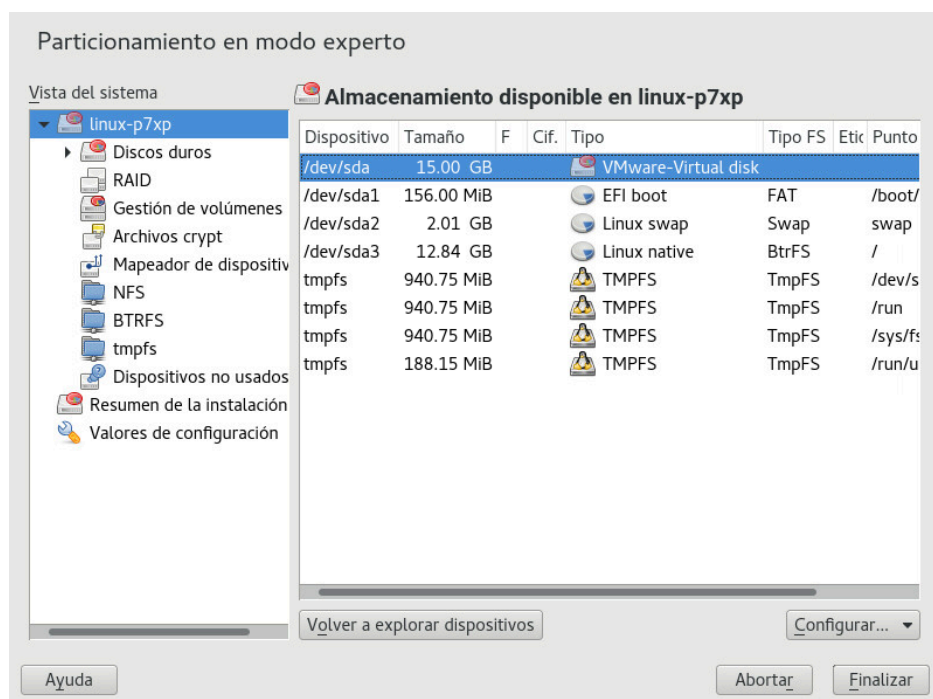 Particionamiento en modo experto
Vista del sistema
linux-p7xp
Discos duros
RAID
Gestión de volúmenes
Archivos crypt
Mapeador de dispositiv
NFS
BTRFS
tmpfs
Dispositivos no usados
Resumen de la instalación
Valores de configuración
Almacenamiento disponible en linux-p7xp
Dispositivo Tamaño F Cif. Tipo Tipo FS Etic Punto
/dev/sda 15.00 GB VMware-Virtual disk
/dev/sda1 156.00 MiB EFI boot FAT /boot/
/dev/sda2 2.01 GB Linux swap Swap swap
/dev/sda3 12.84 GB Linux native BtrFS /
tmpfs 940.75 MiB TMPFS TmpFS /dev/s
tmpfs 940.75 MiB TMPFS TmpFS /run
tmpfs 940.75 MiB TMPFS TmpFS /sys/fs
tmpfs 188.15 MiB TMPFS TmpFS /run/u
Volver a explorar dispositivos Configurar...
Ayuda Abortar Finalizar